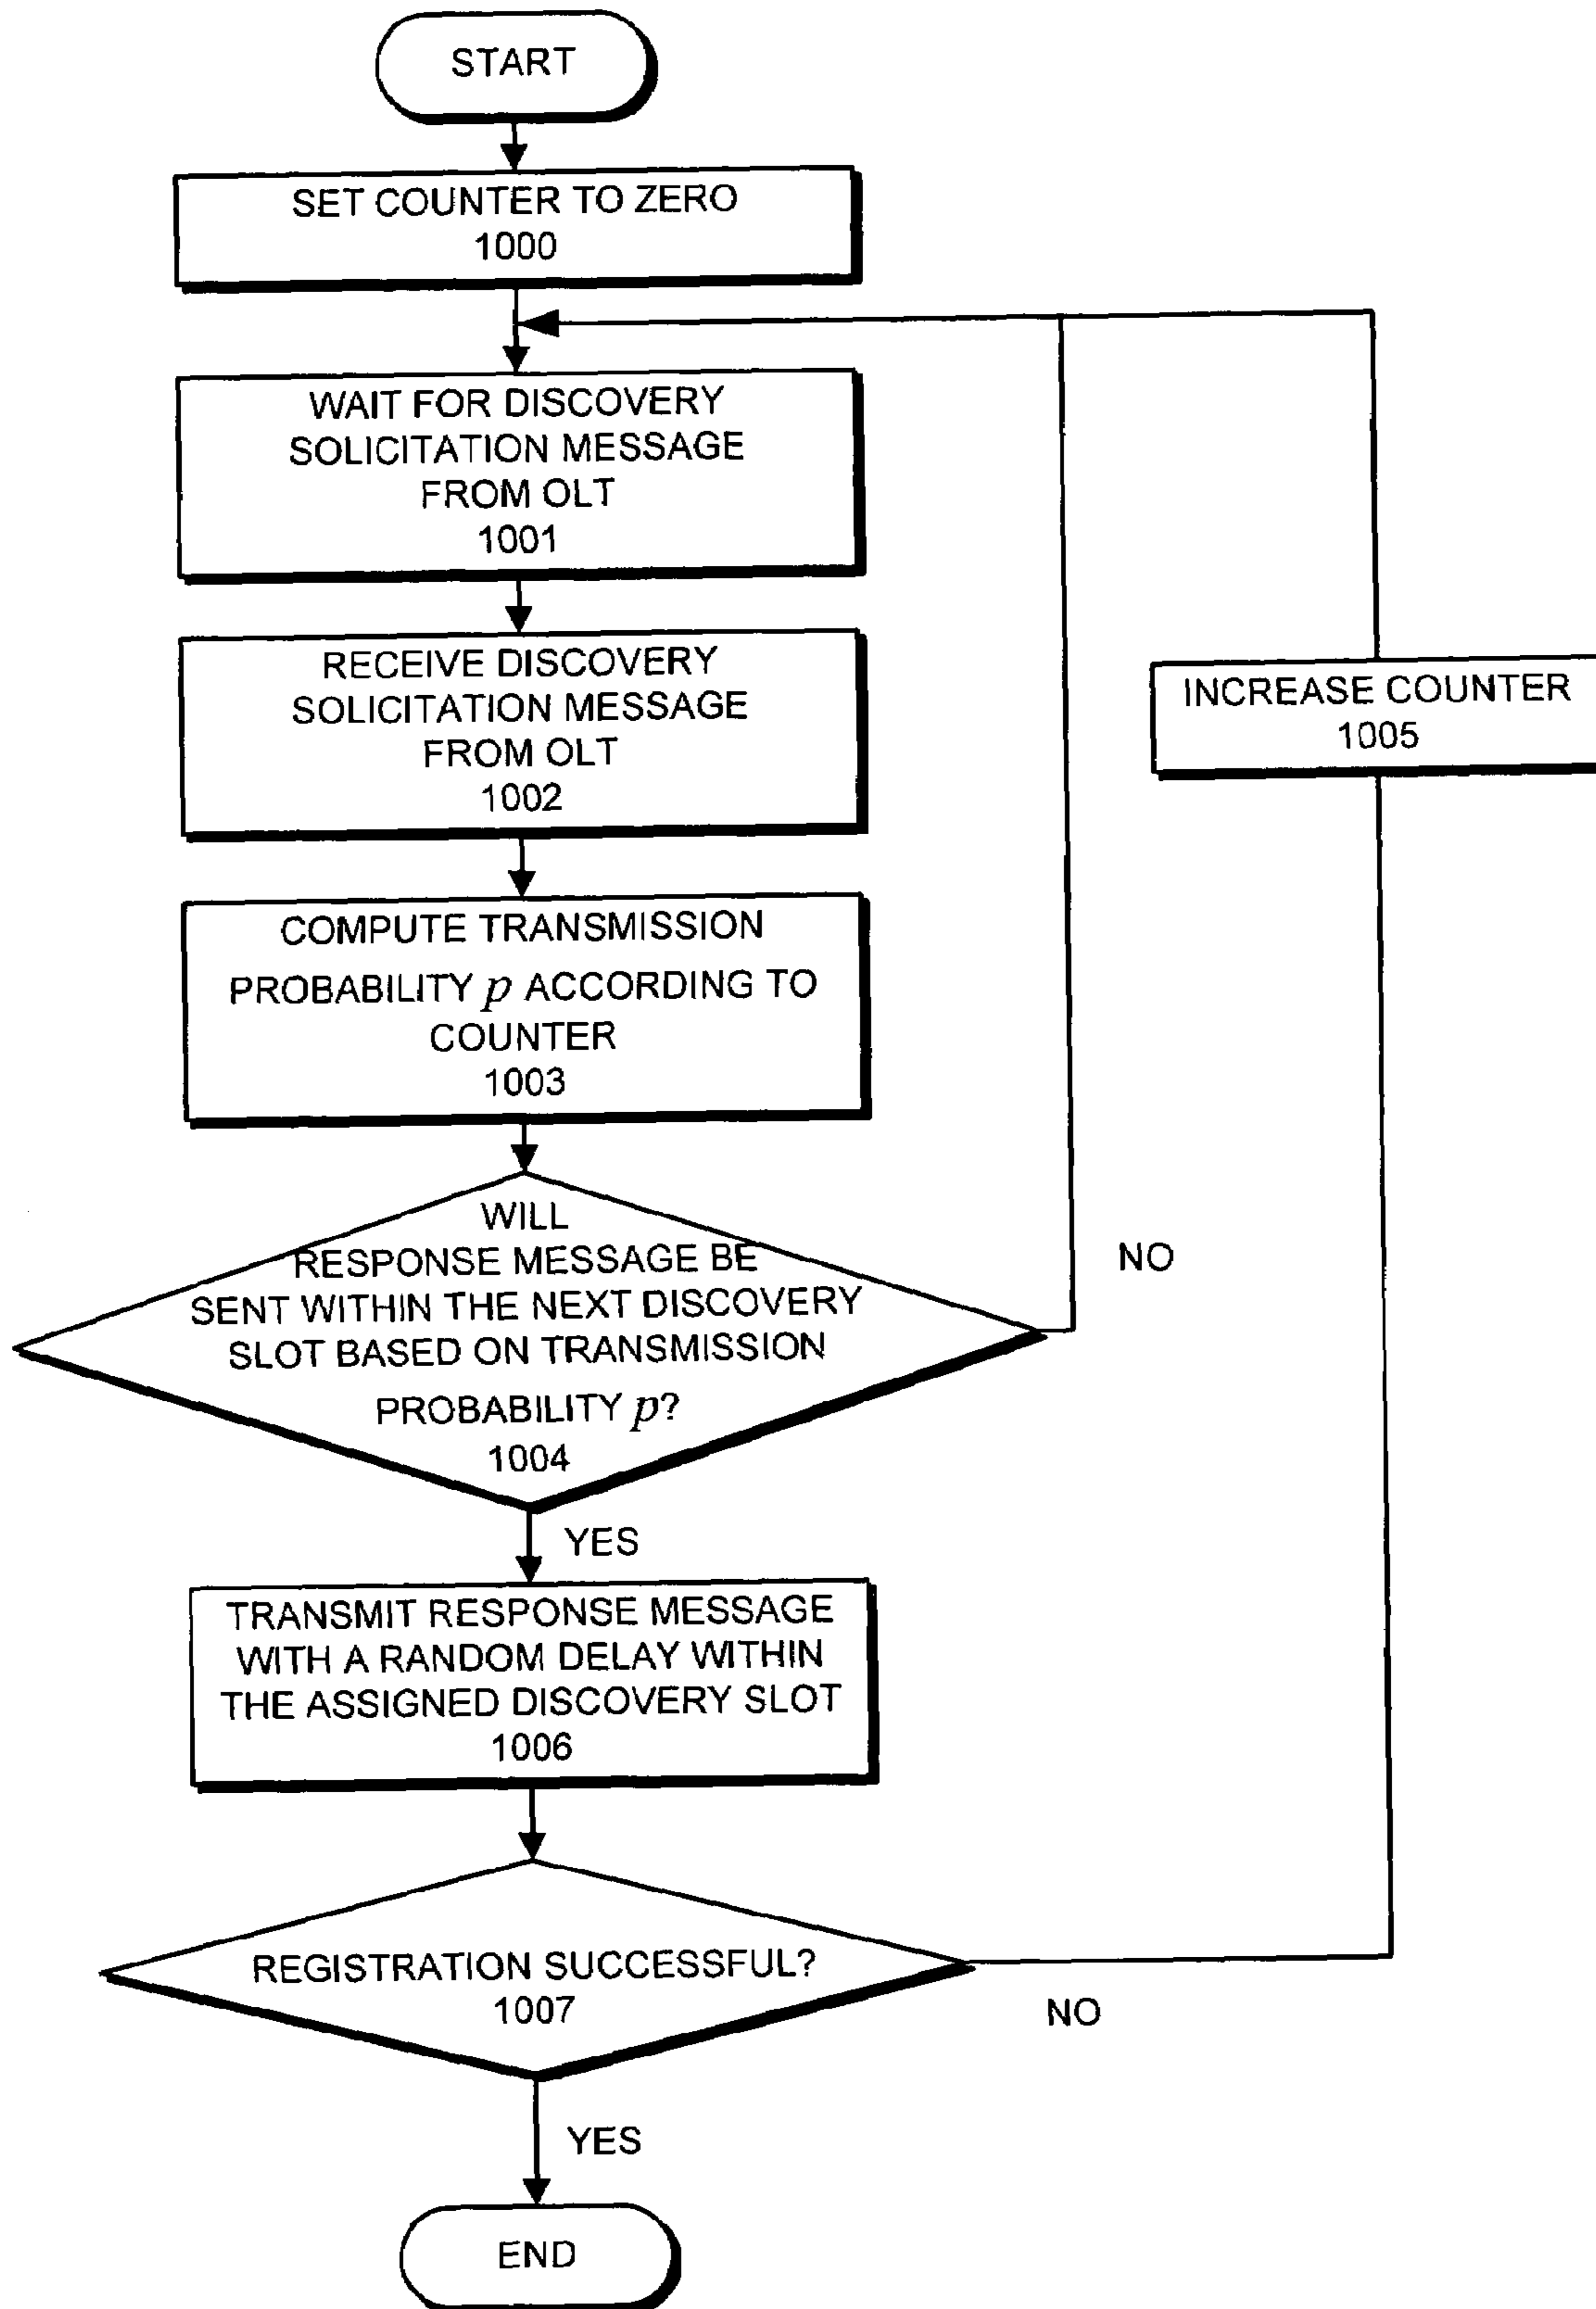 START
SET COUNTER TO ZERO
1000
WAIT FOR DISCOVERY
SOLICITATION MESSAGE
FROM OLT
1001
RECEIVE DISCOVERY
SOLICITATION MESSAGE
FROM OLT
1002
INCREASE COUNTER
1005
COMPUTE TRANSMISSION
PROBABILITY p ACCORDING TO
COUNTER
1003
WILL
RESPONSE MESSAGE BE
SENT WITHIN THE NEXT DISCOVERY
SLOT BASED ON TRANSMISSION
PROBABILITY p?
1004
NO
YES
TRANSMIT RESPONSE MESSAGE
WITH A RANDOM DELAY WITHIN
THE ASSIGNED DISCOVERY SLOT
1006
REGISTRATION SUCCESSFUL?
1007
NO
YES
END